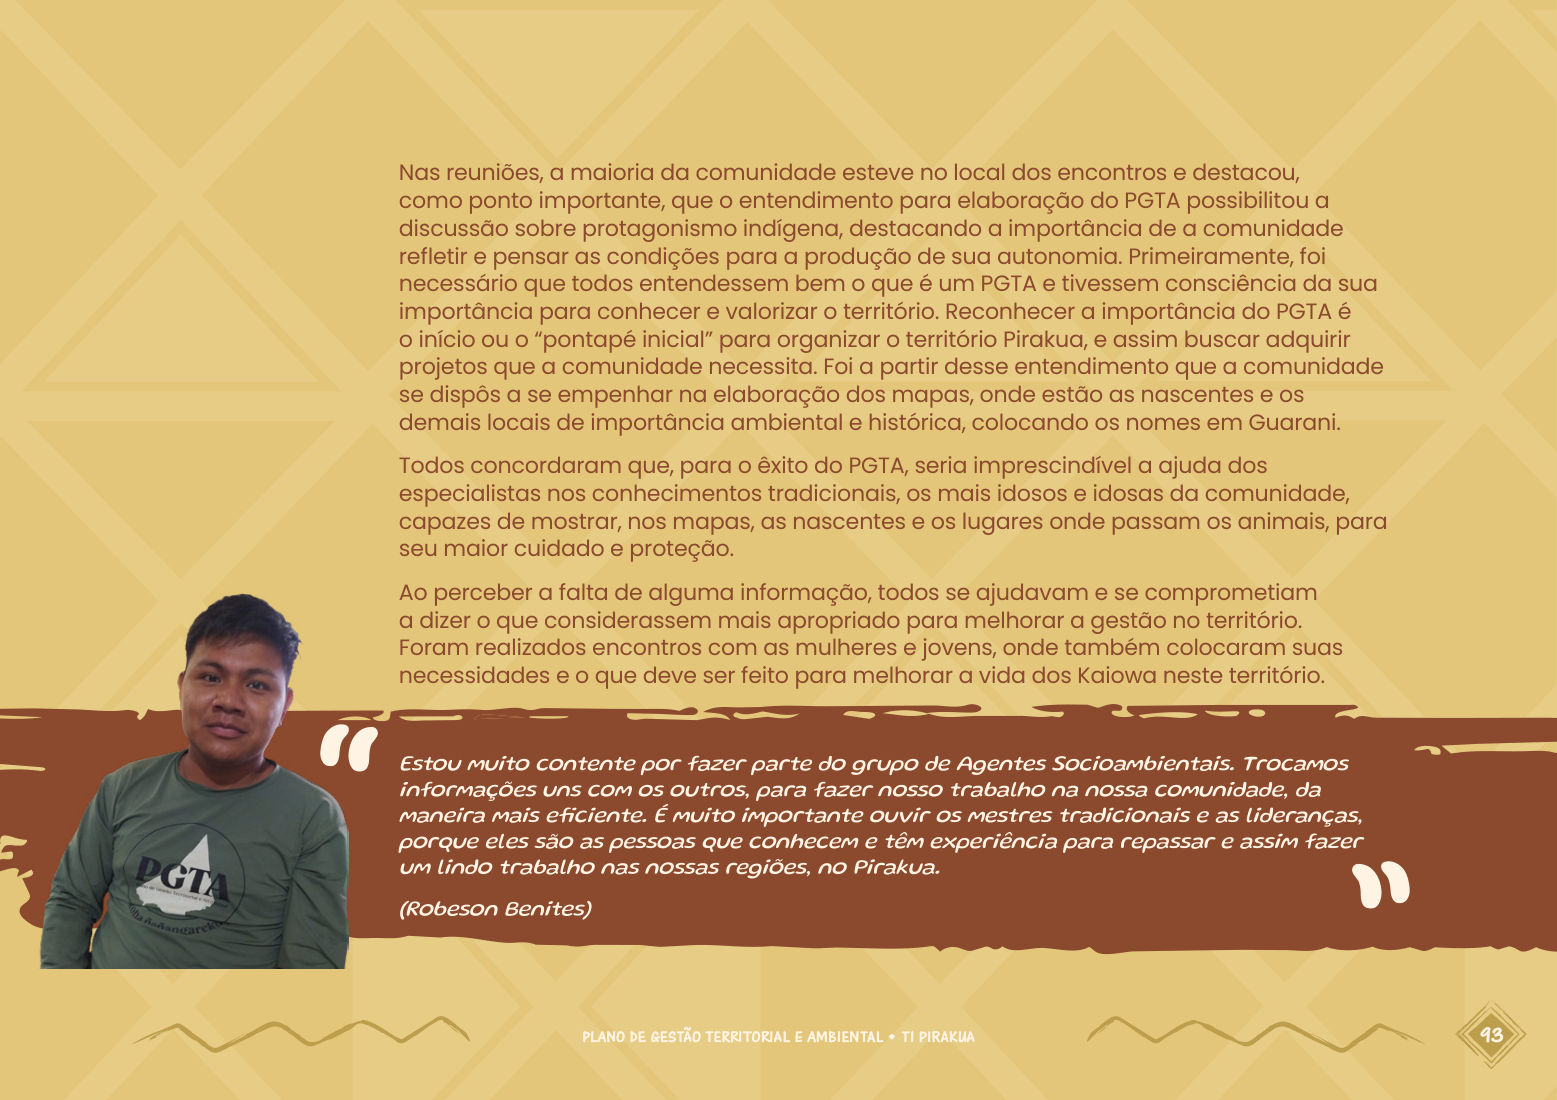 Nas reuniões, a maioria da comunidade esteve no local dos encontros e destacou,
como ponto importante, que o entendimento para elaboração do PGTA possibilitou a
discussão sobre protagonismo indígena, destacando a importância de a comunidade
refletir e pensar as condições para a produção de sua autonomia. Primeiramente, foi
necessário que todos entendessem bem o que é um PGTA e tivessem consciência da sua
importância para conhecer e valorizar o território. Reconhecer a importância do PGTA é
o início ou o “pontapé inicial” para organizar o território Pirakua, e assim buscar adquirir
projetos que a comunidade necessita. Foi a partir desse entendimento que a comunidade
se dispôs a se empenhar na elaboração dos mapas, onde estão as nascentes e os
demais locais de importância ambiental e histórica, colocando os nomes em Guarani.
Todos concordaram que, para o êxito do PGTA, seria imprescindível a ajuda dos
especialistas nos conhecimentos tradicionais, os mais idosos e idosas da comunidade,
capazes de mostrar, nos mapas, as nascentes e os lugares onde passam os animais, para
seu maior cuidado e proteção.
Ao perceber a falta de alguma informação, todos se ajudavam e se comprometiam
a dizer o que considerassem mais apropriado para melhorar a gestão no território.
Foram realizados encontros com as mulheres e jovens, onde também colocaram suas
necessidades e o que deve ser feito para melhorar a vida dos Kaiowa neste território.
“Estou muito contente por fazer parte do grupo de Agentes Socioambientais. Trocamos
informações uns com os outros, para fazer nosso trabalho na nossa comunidade, da
maneira mais eficiente. É muito importante ouvir os mestres tradicionais e as lideranças,
porque eles são as pessoas que conhecem e têm experiência para repassar e assim fazer
um lindo trabalho nas nossas regiões, no Pirakua.”
(Robeson Benites)
PGTA
PLANO DE GESTÃO TERRITORIAL E AMBIENTAL • TI PIRAKUA
93